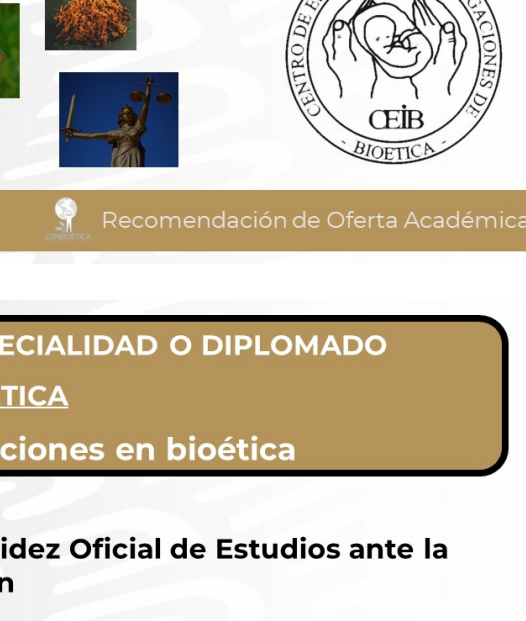 CENTRO DE E
GACIONES DE
CEIB
- BIOETICA -
CONBIOÉTICA
Recomendación de Oferta Académica
ECIALIDAD O DIPLOMADO
TICA
ciones en bioética
idez Oficial de Estudios ante la
n